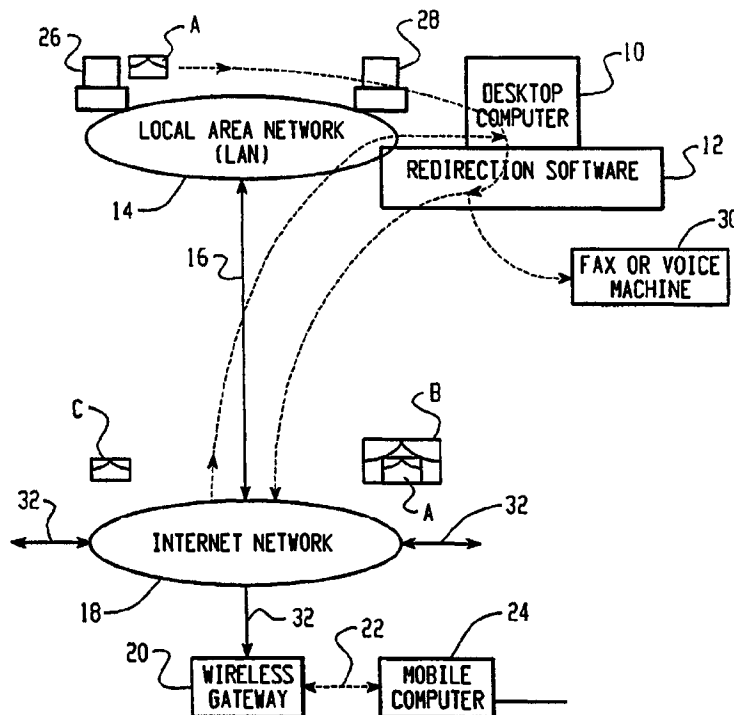 26
A
28
10
DESKTOP
COMPUTER
LOCAL AREA NETWORK
(LAN)
12
REDIRECTION SOFTWARE
14
16
30
FAX OR VOICE
MACHINE
C
B
A
32
32
INTERNET NETWORK
18
32
22
24
20
WIRELESS
GATEWAY
MOBILE
COMPUTER